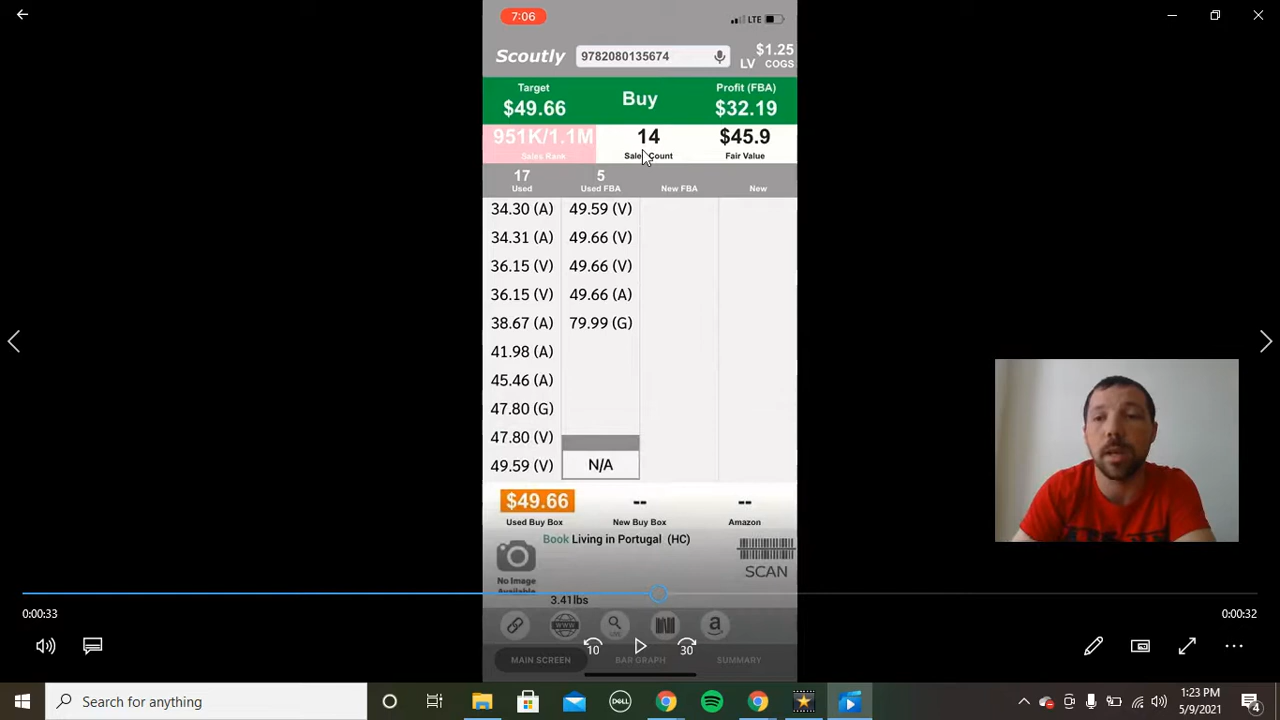 7:06
LTE
Scoutly
9782080135674
LV
$1.25
COGS
Target
$49.66
Buy
Profit (FBA)
$32.19
951K/1.1M
Sales Rank
14
Sales Count
$45.9
Fair Value
17
Used
5
Used FBA
New FBA
New
34.30 (A) 49.59 (V)
34.31 (A) 49.66 (V)
36.15 (V) 49.66 (V)
36.15 (V) 49.66 (A)
38.67 (A) 79.99 (G)
41.98 (A)
45.46 (A)
47.80 (G)
47.80 (V)
49.59 (V) N/A
$49.66
Used Buy Box
--
New Buy Box
--
Amazon
Book Living in Portugal (HC)
No Image
Available
3.41lbs
SCAN
WWW
a
MAIN SCREEN
BAR GRAPH
SUMMARY
0:00:33
0:00:32
10
30
Search for anything
DELL
1:23 PM
5/9/2021
4